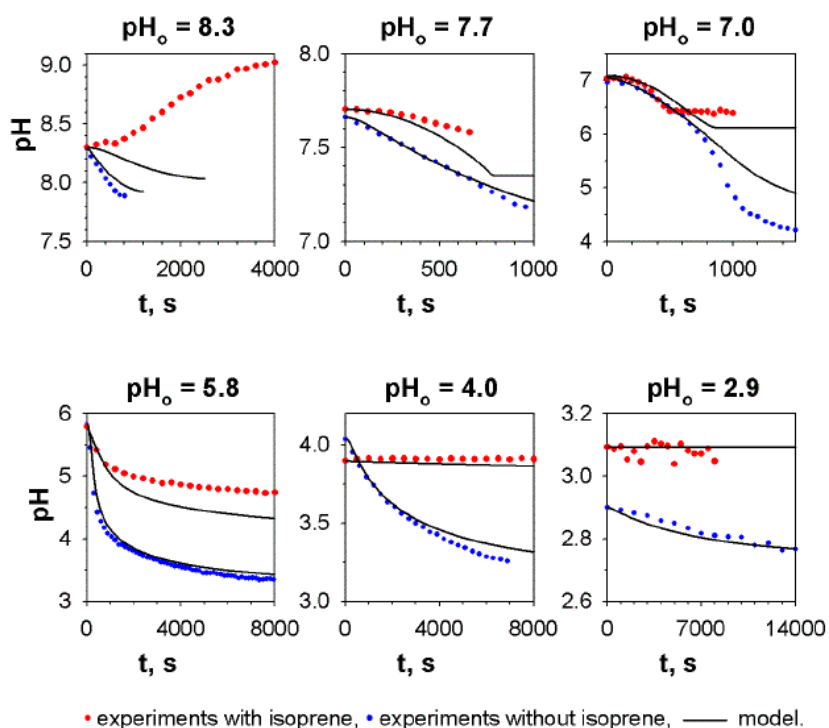 pHo = 8.3 pHo = 7.7 pHo = 7.0
9.0 8.0 7
8.5 7.5 6
8.0 5
7.5 7.0 4
pH
0 2000 4000 0 500 1000 0 1000
t, s t, s t, s
pHo = 5.8 pHo = 4.0 pHo = 2.9
6 4.0 3.2
5 3.5 3.0
4 2.8
3 3.0 2.6
pH
0 4000 8000 0 4000 8000 0 7000 14000
t, s t, s t, s
• experiments with isoprene, • experiments without isoprene, —— model.